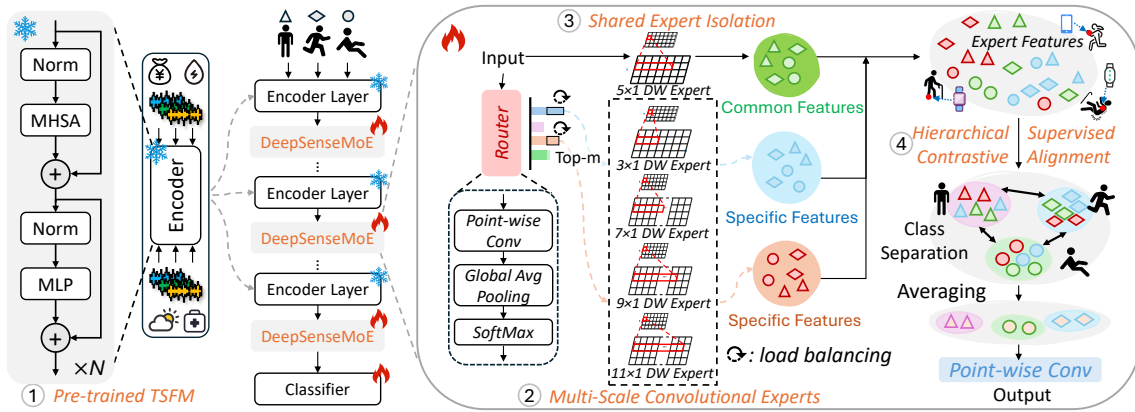 Norm
MHSA
+
Norm
MLP
+
×N
1 Pre-trained TSFM
¥
Encoder
Encoder Layer
DeepSenseMoE
⋮
Encoder Layer
DeepSenseMoE
⋮
Encoder Layer
DeepSenseMoE
Classifier
3 Shared Expert Isolation
Input
Router
Top-m
Point-wise
Conv
Global Avg
Pooling
SoftMax
5×1 DW Expert
3×1 DW Expert
7×1 DW Expert
9×1 DW Expert
11×1 DW Expert
2 Multi-Scale Convolutional Experts
Common Features
Specific Features
Specific Features
: load balancing
Expert Features
4 Hierarchical Supervised
Contrastive Alignment
Class
Separation
Averaging
Point-wise Conv
Output